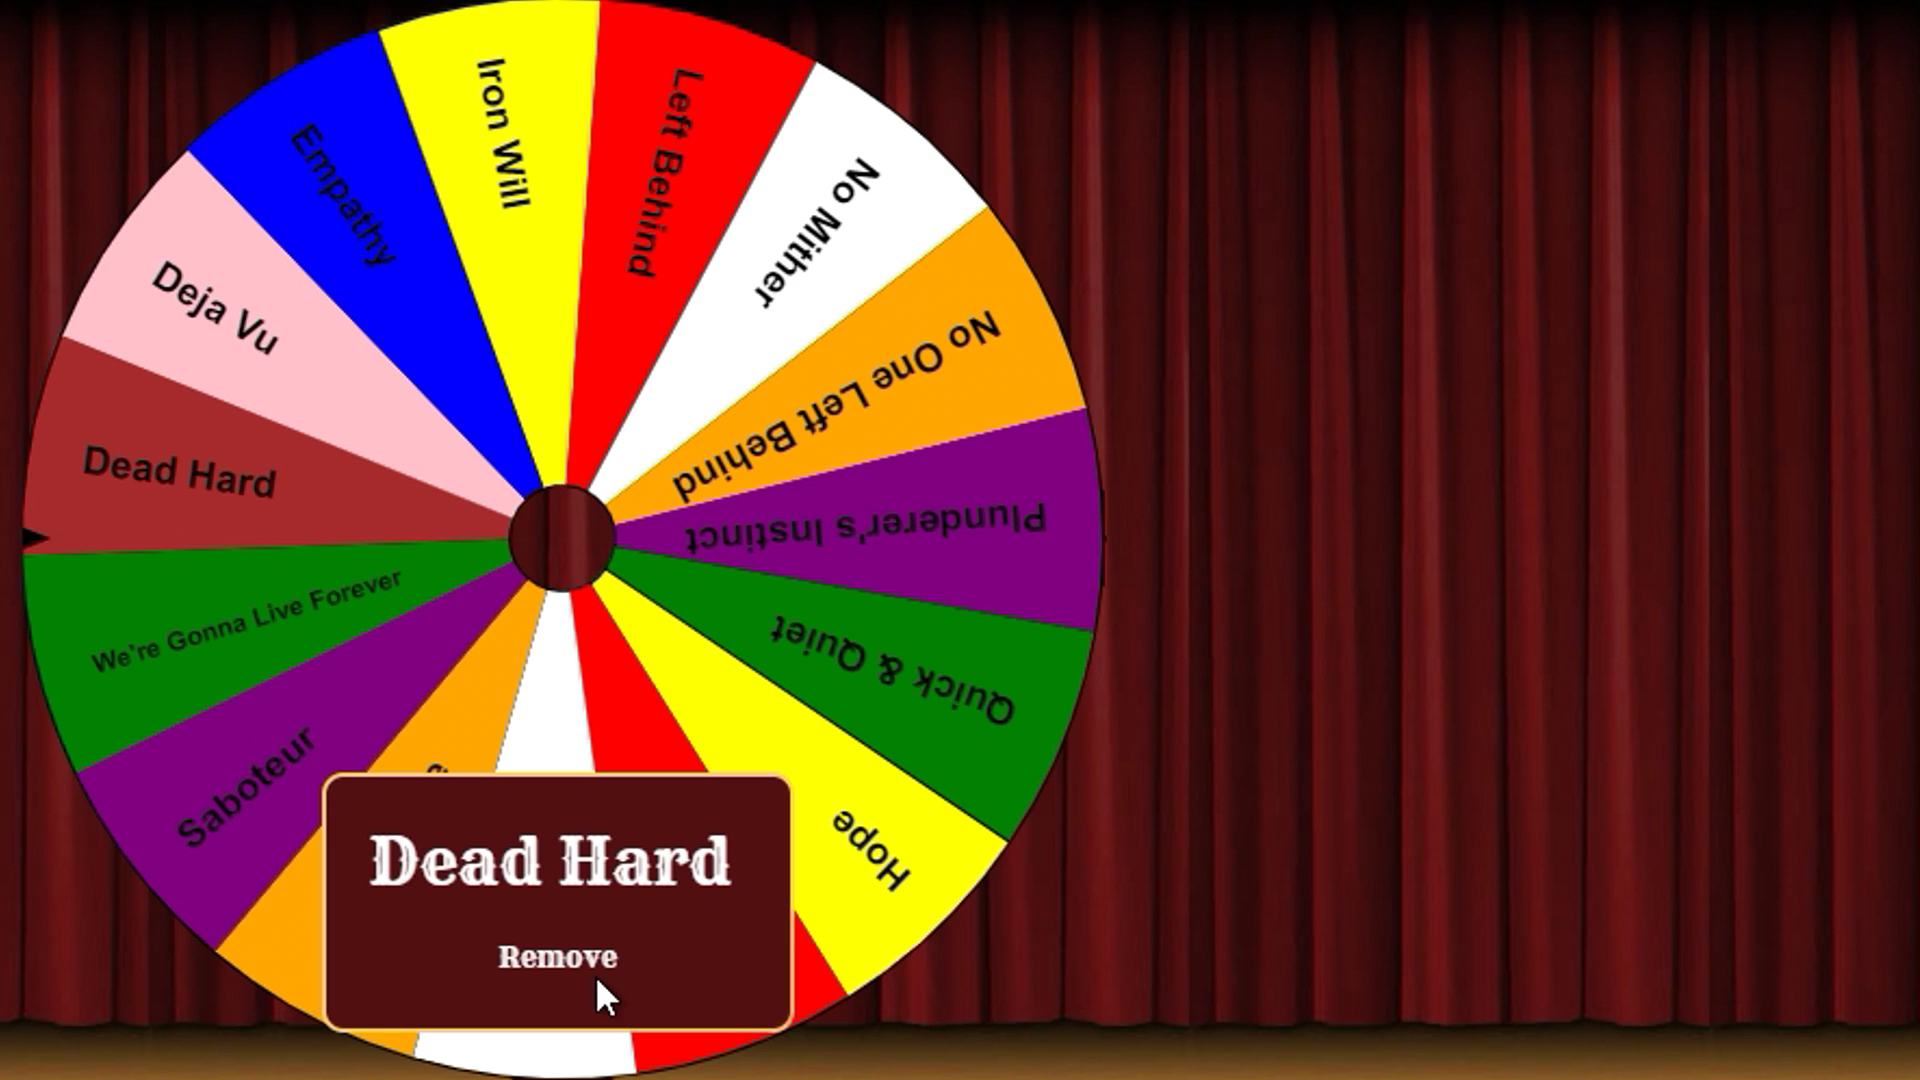 Iron Will
Left Behind
Empathy
No Mither
Deja Vu
No One Left Behind
Dead Hard
Plunderer's Instinct
We're Gonna Live Forever
Quick & Quiet
Saboteur
Hope
Dead Hard
Remove